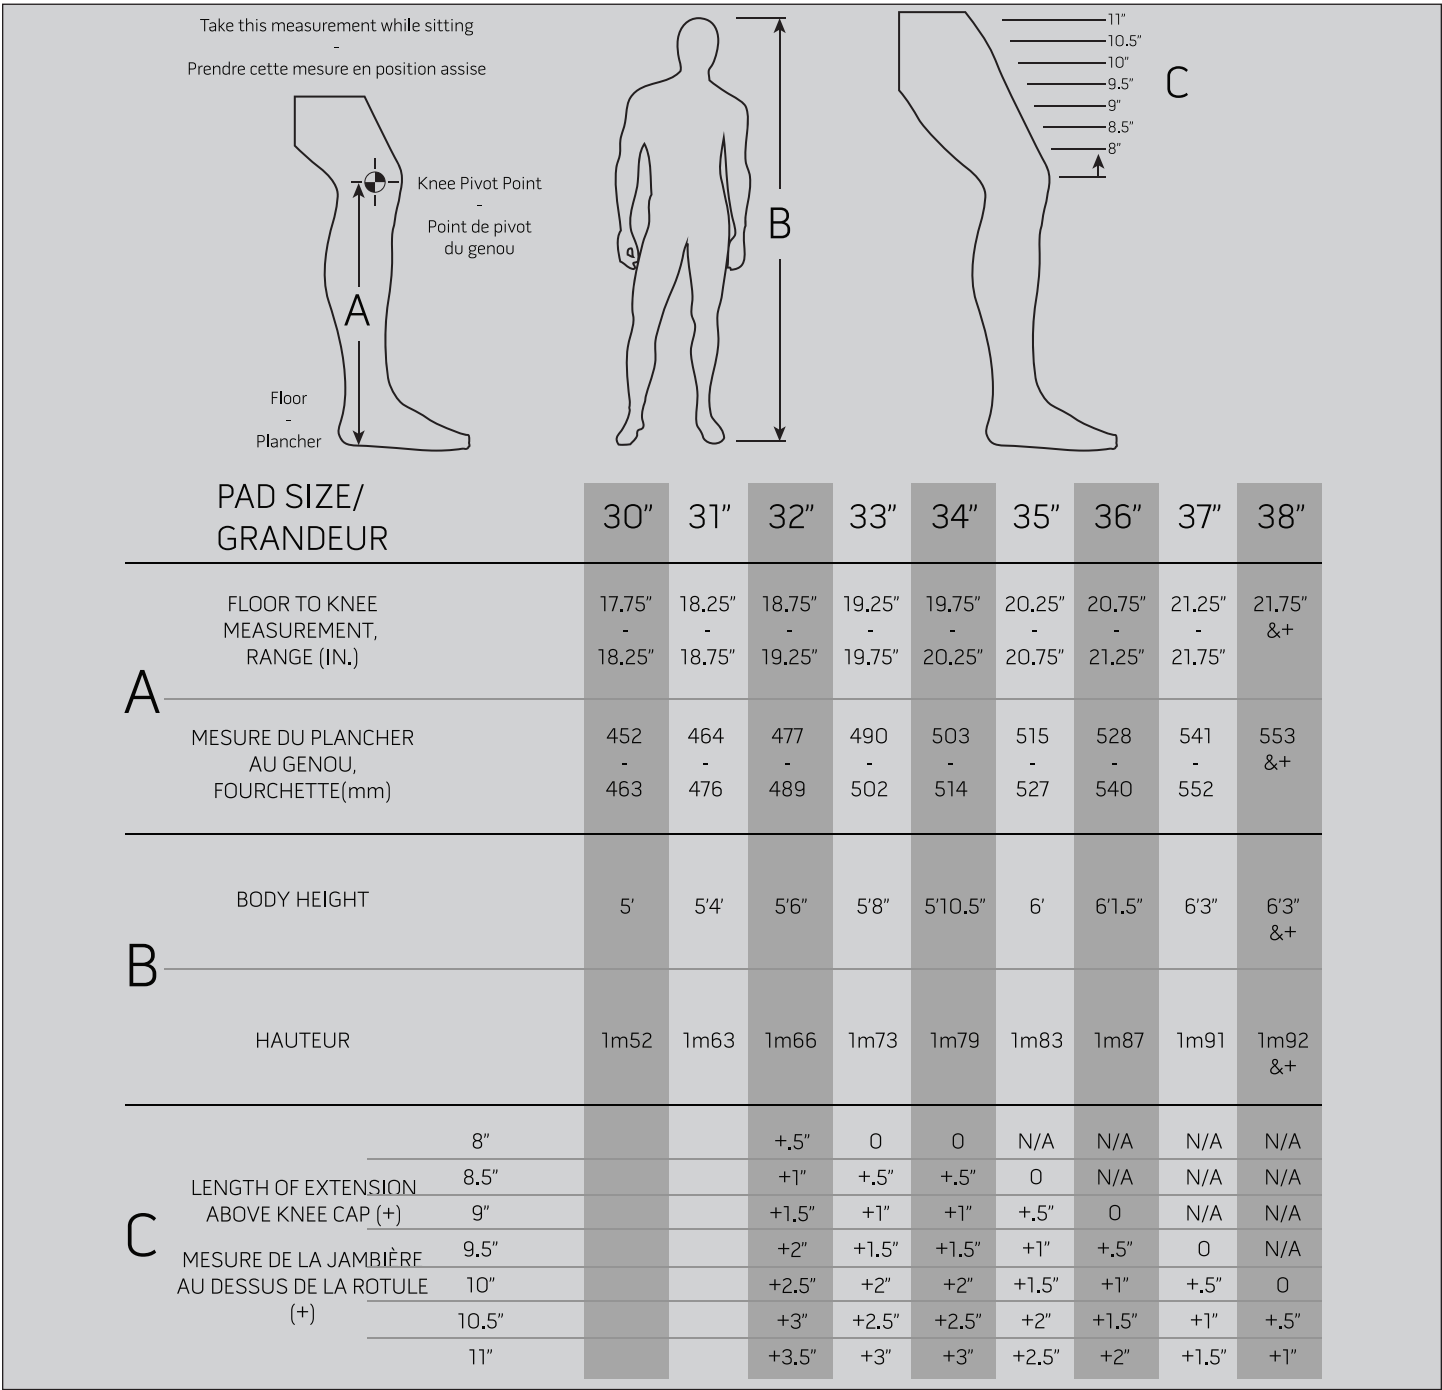 Take this measurement while sitting
-
Prendre cette mesure en position assise
Knee Pivot Point
-
Point de pivot
du genou
A
Floor
-
Plancher
B
11"
10.5"
10"
9.5"
9"
8.5"
8"
C
PAD SIZE/
GRANDEUR
30" 31" 32" 33" 34" 35" 36" 37" 38"
A
FLOOR TO KNEE
MEASUREMENT,
RANGE (IN.)
17.75" 18.25" 18.75" 19.25" 19.75" 20.25" 20.75" 21.25" 21.75"
- - - - - - - - &+
18.25" 18.75" 19.25" 19.75" 20.25" 20.75" 21.25" 21.75"
MESURE DU PLANCHER
AU GENOU,
FOURCHETTE(mm)
452 464 477 490 503 515 528 541 553
- - - - - - - - &+
463 476 489 502 514 527 540 552
B
BODY HEIGHT
5' 5'4' 5'6" 5'8" 5'10.5" 6' 6'1.5" 6'3" 6'3"
&+
HAUTEUR
1m52 1m63 1m66 1m73 1m79 1m83 1m87 1m91 1m92
&+
C
LENGTH OF EXTENSION
ABOVE KNEE CAP (+)
MESURE DE LA JAMBIÈRE
AU DESSUS DE LA ROTULE
(+)
8" +.5" 0 0 N/A N/A N/A N/A
8.5" +1" +.5" +.5" 0 N/A N/A N/A
9" +1.5" +1" +1" +.5" 0 N/A N/A
9.5" +2" +1.5" +1.5" +1" +.5" 0 N/A
10" +2.5" +2" +2" +1.5" +1" +.5" 0
10.5" +3" +2.5" +2.5" +2" +1.5" +1" +.5"
11" +3.5" +3" +3" +2.5" +2" +1.5" +1"